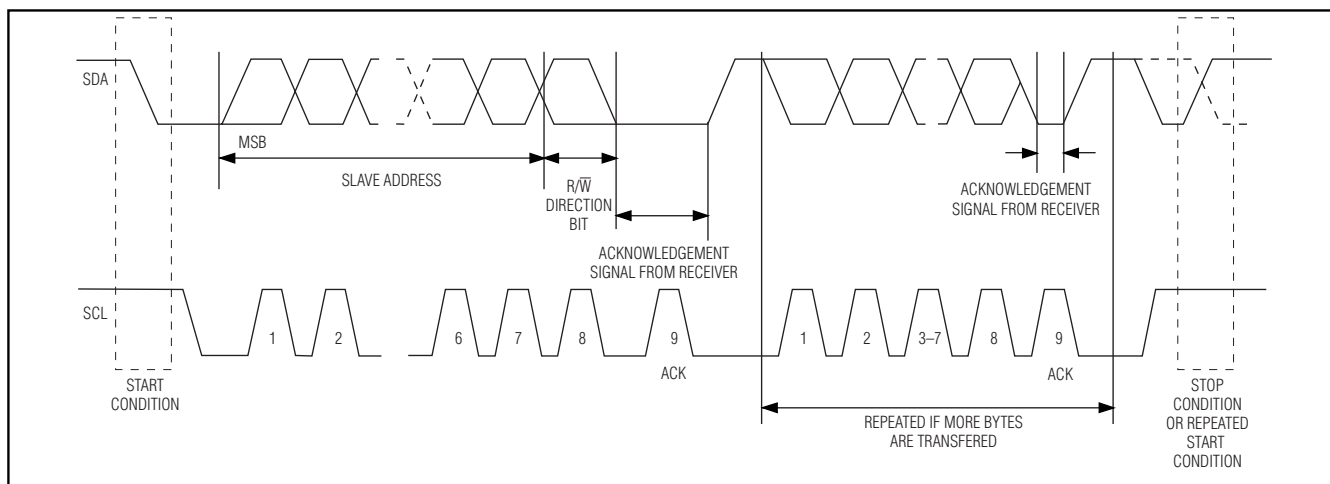 SDA
MSB
SLAVE ADDRESS
R/W̅
DIRECTION
BIT
ACKNOWLEDGEMENT
SIGNAL FROM RECEIVER
ACKNOWLEDGEMENT
SIGNAL FROM RECEIVER
SCL
1 2 6 7 8 9 1 2 3–7 8 9
ACK ACK
START
CONDITION
REPEATED IF MORE BYTES
ARE TRANSFERED
STOP
CONDITION
OR REPEATED
START
CONDITION